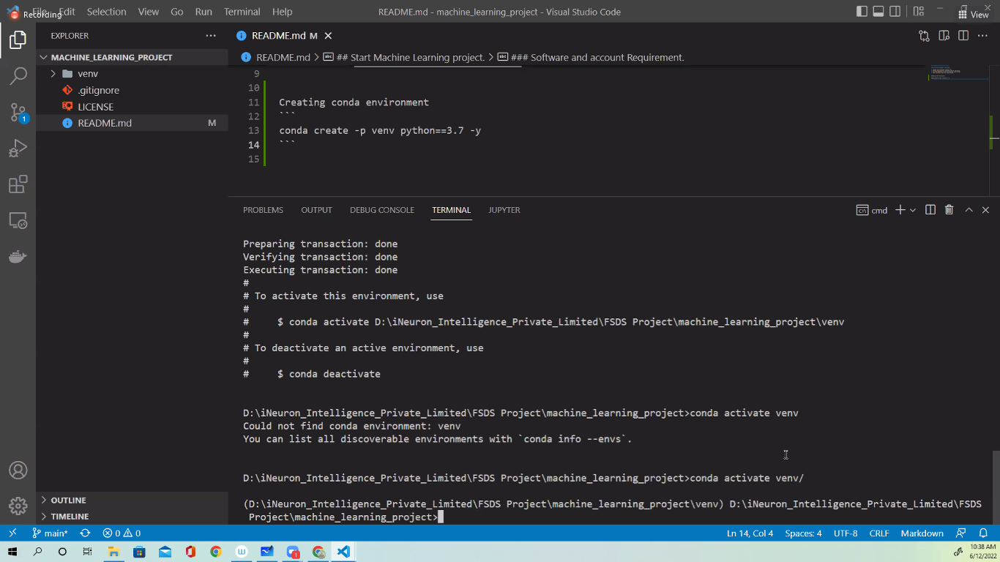 Recording
File Edit Selection View Go Run Terminal Help
README.md - machine_learning_project - Visual Studio Code
View
EXPLORER
README.md M
MACHINE_LEARNING_PROJECT
README.md > ## Start Machine Learning project. > ### Software and account Requirement.
venv
.gitignore
LICENSE
README.md M
9
10
11 Creating conda environment
12 ```
13 conda create -p venv python==3.7 -y
14 ```
15
1
PROBLEMS OUTPUT DEBUG CONSOLE TERMINAL JUPYTER
cmd
Preparing transaction: done
Verifying transaction: done
Executing transaction: done
#
# To activate this environment, use
#
#     $ conda activate D:\iNeuron_Intelligence_Private_Limited\FSDS Project\machine_learning_project\venv
#
# To deactivate an active environment, use
#
#     $ conda deactivate
D:\iNeuron_Intelligence_Private_Limited\FSDS Project\machine_learning_project>conda activate venv
Could not find conda environment: venv
You can list all discoverable environments with `conda info --envs`.
D:\iNeuron_Intelligence_Private_Limited\FSDS Project\machine_learning_project>conda activate venv/
(D:\iNeuron_Intelligence_Private_Limited\FSDS Project\machine_learning_project\venv) D:\iNeuron_Intelligence_Private_Limited\FSDS
Project\machine_learning_project>
OUTLINE
TIMELINE
main* 0 0 Ln 14, Col 4 Spaces: 4 UTF-8 CRLF Markdown
1
10:38 AM
6/12/2022